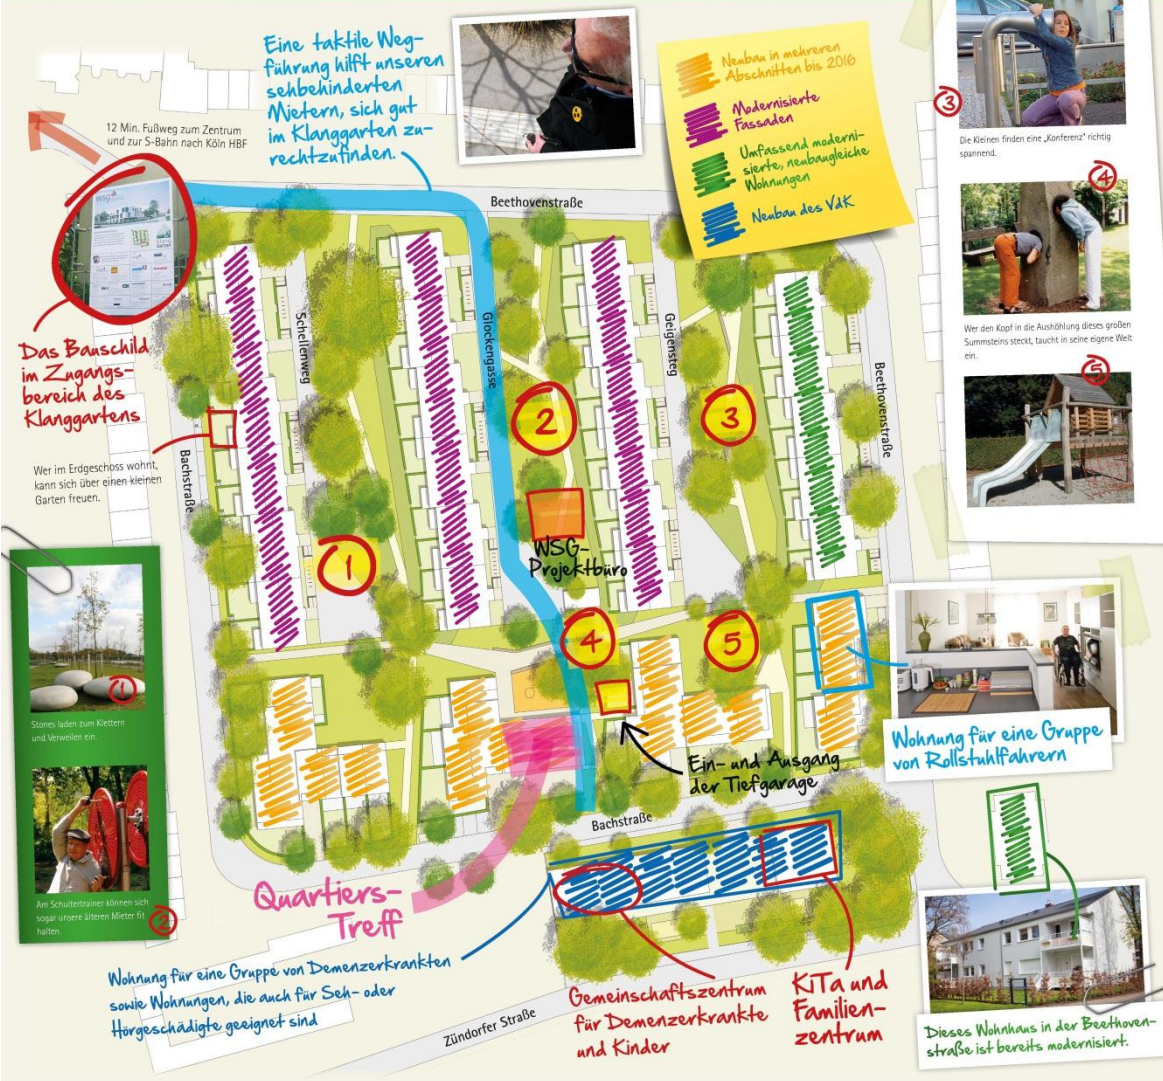 Eine taktile Weg-
führung hilft unseren
sehbehinderten
Mietern, sich gut
im Klanggarten zu-
rechtzufinden.
12 Min. Fußweg zum Zentrum
und zur S-Bahn nach Köln HBF
wsg
Neubau in mehreren
Abschnitten bis 2016
Modernisierte
Fassaden
Umfassend moderni-
sierte, neubaugleiche
Wohnungen
Neubau des VdK
3
Die Kleinen finden eine „Konferenz" richtig
spannend.
4
Wer den Kopf in die Aushöhlung dieses großen
Summsteins steckt, taucht in seine eigene Welt
ein.
5
Das Bauschild
im Zugangs-
bereich des
Klanggartens
Wer im Erdgeschoss wohnt,
kann sich über einen kleinen
Garten freuen.
Beethovenstraße
Schellenweg
Glockengasse
Geigensteg
Beethovenstraße
Bachstraße
2
3
1
WSG-
Projektbüro
4
5
1
Stones laden zum Klettern
und Verweilen ein.
Am Schultertrainer können sich
sogar unsere älteren Mieter fit
halten.
2
Ein- und Ausgang
der Tiefgarage
Wohnung für eine Gruppe
von Rollstuhlfahrern
Bachstraße
Quartiers-
Treff
Wohnung für eine Gruppe von Demenzerkrankten
sowie Wohnungen, die auch für Seh- oder
Hörgeschädigte geeignet sind
Zündorfer Straße
Gemeinschaftszentrum
für Demenzerkrankte
und Kinder
KiTa und
Familien-
zentrum
Dieses Wohnhaus in der Beethoven-
straße ist bereits modernisiert.